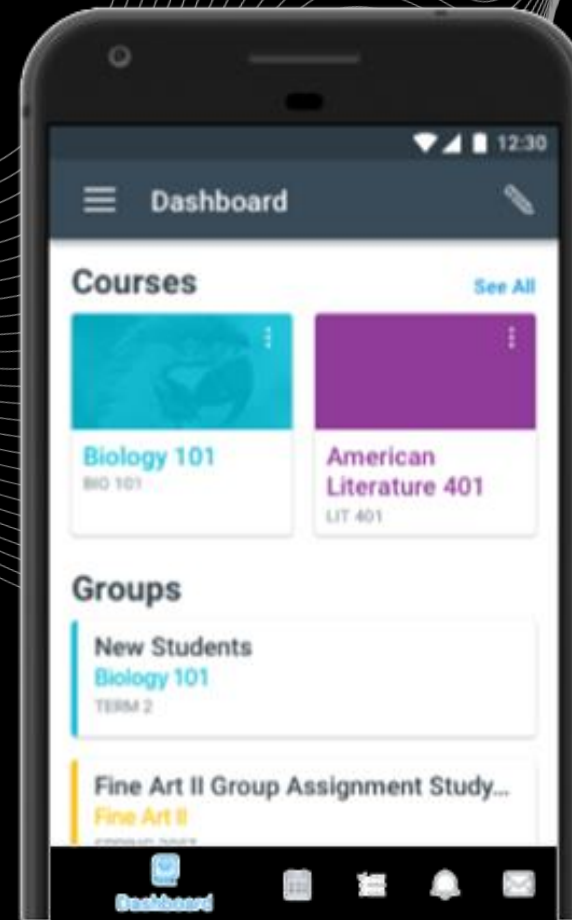 12:30
Dashboard
Courses
See All
Biology 101
BIO 101
American
Literature 401
LIT 401
Groups
New Students
Biology 101
TERM 2
Fine Art II Group Assignment Study...
Fine Art II
Dashboard